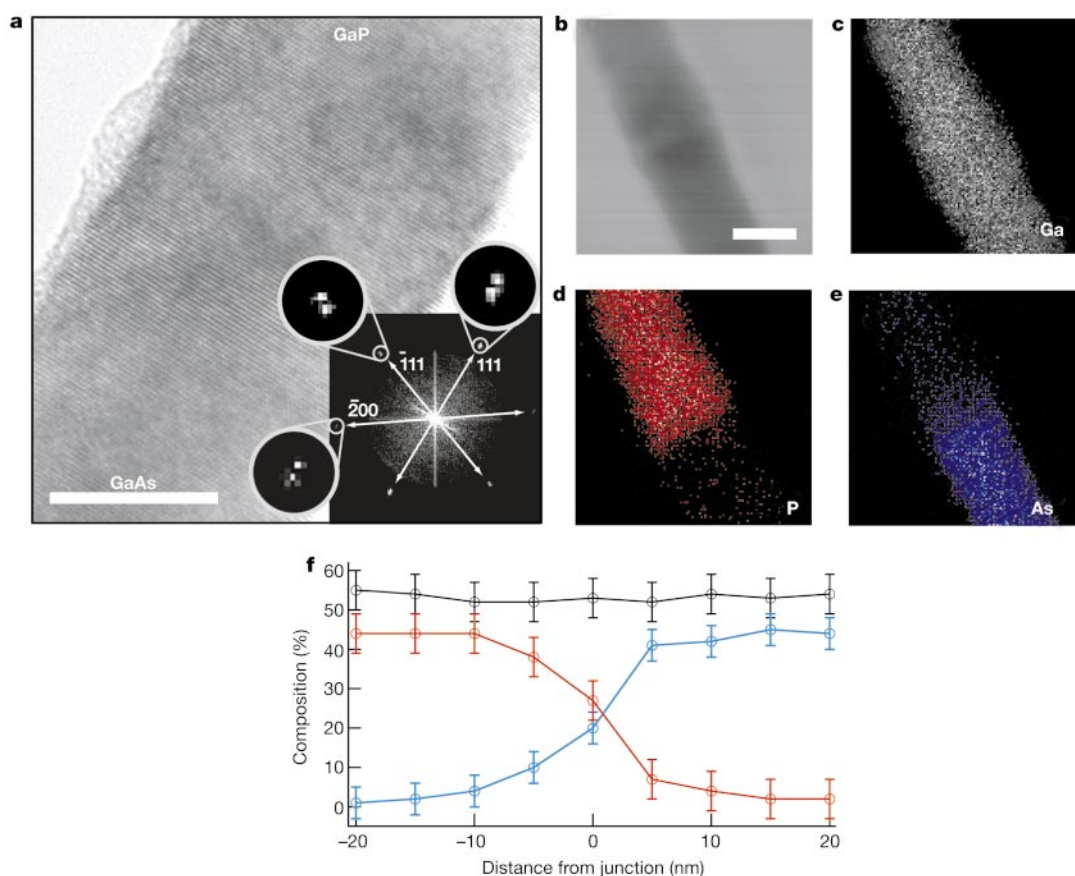 a
GaP
GaAs
1̄11
111
2̄00
b
c
Ga
d
P
e
As
f
Composition (%)
60
50
40
30
20
10
0
−20
−10
0
10
20
Distance from junction (nm)